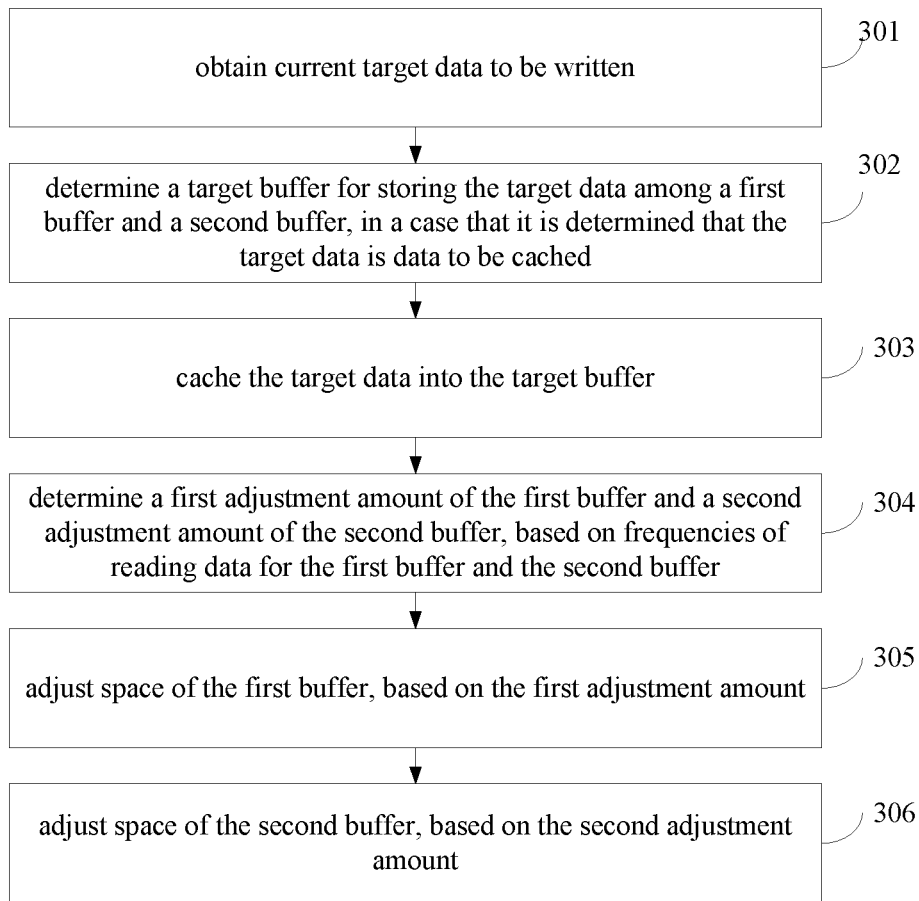 301
obtain current target data to be written
302
determine a target buffer for storing the target data among a first
buffer and a second buffer, in a case that it is determined that the
target data is data to be cached
303
cache the target data into the target buffer
304
determine a first adjustment amount of the first buffer and a second
adjustment amount of the second buffer, based on frequencies of
reading data for the first buffer and the second buffer
305
adjust space of the first buffer, based on the first adjustment amount
306
adjust space of the second buffer, based on the second adjustment
amount